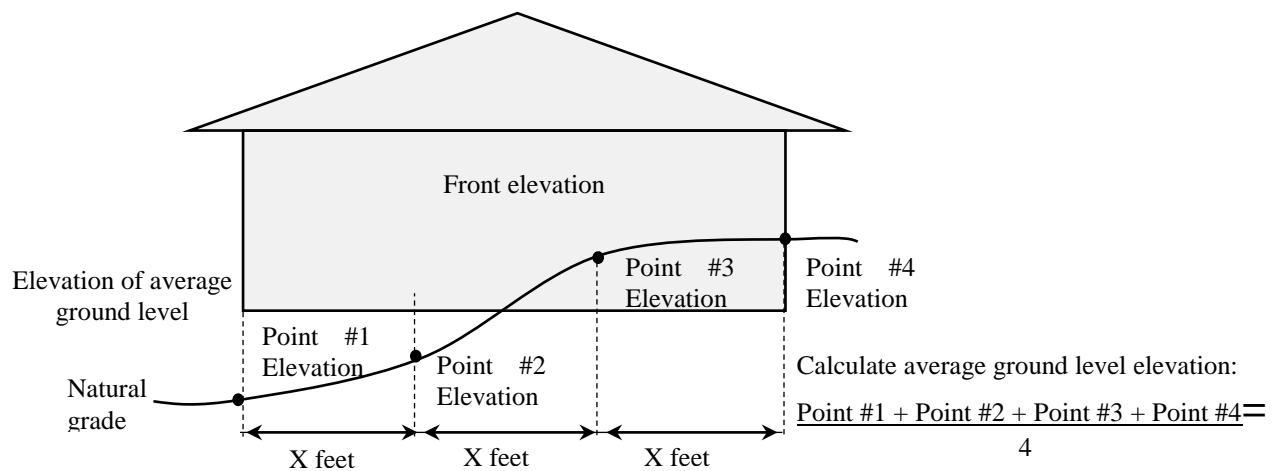 Front elevation
Elevation of average
ground level
Point #3
Elevation
Point #4
Elevation
Point #1
Elevation
Point #2
Elevation
Natural
grade
Calculate average ground level elevation:
Point #1 + Point #2 + Point #3 + Point #4=
4
X feet
X feet
X feet